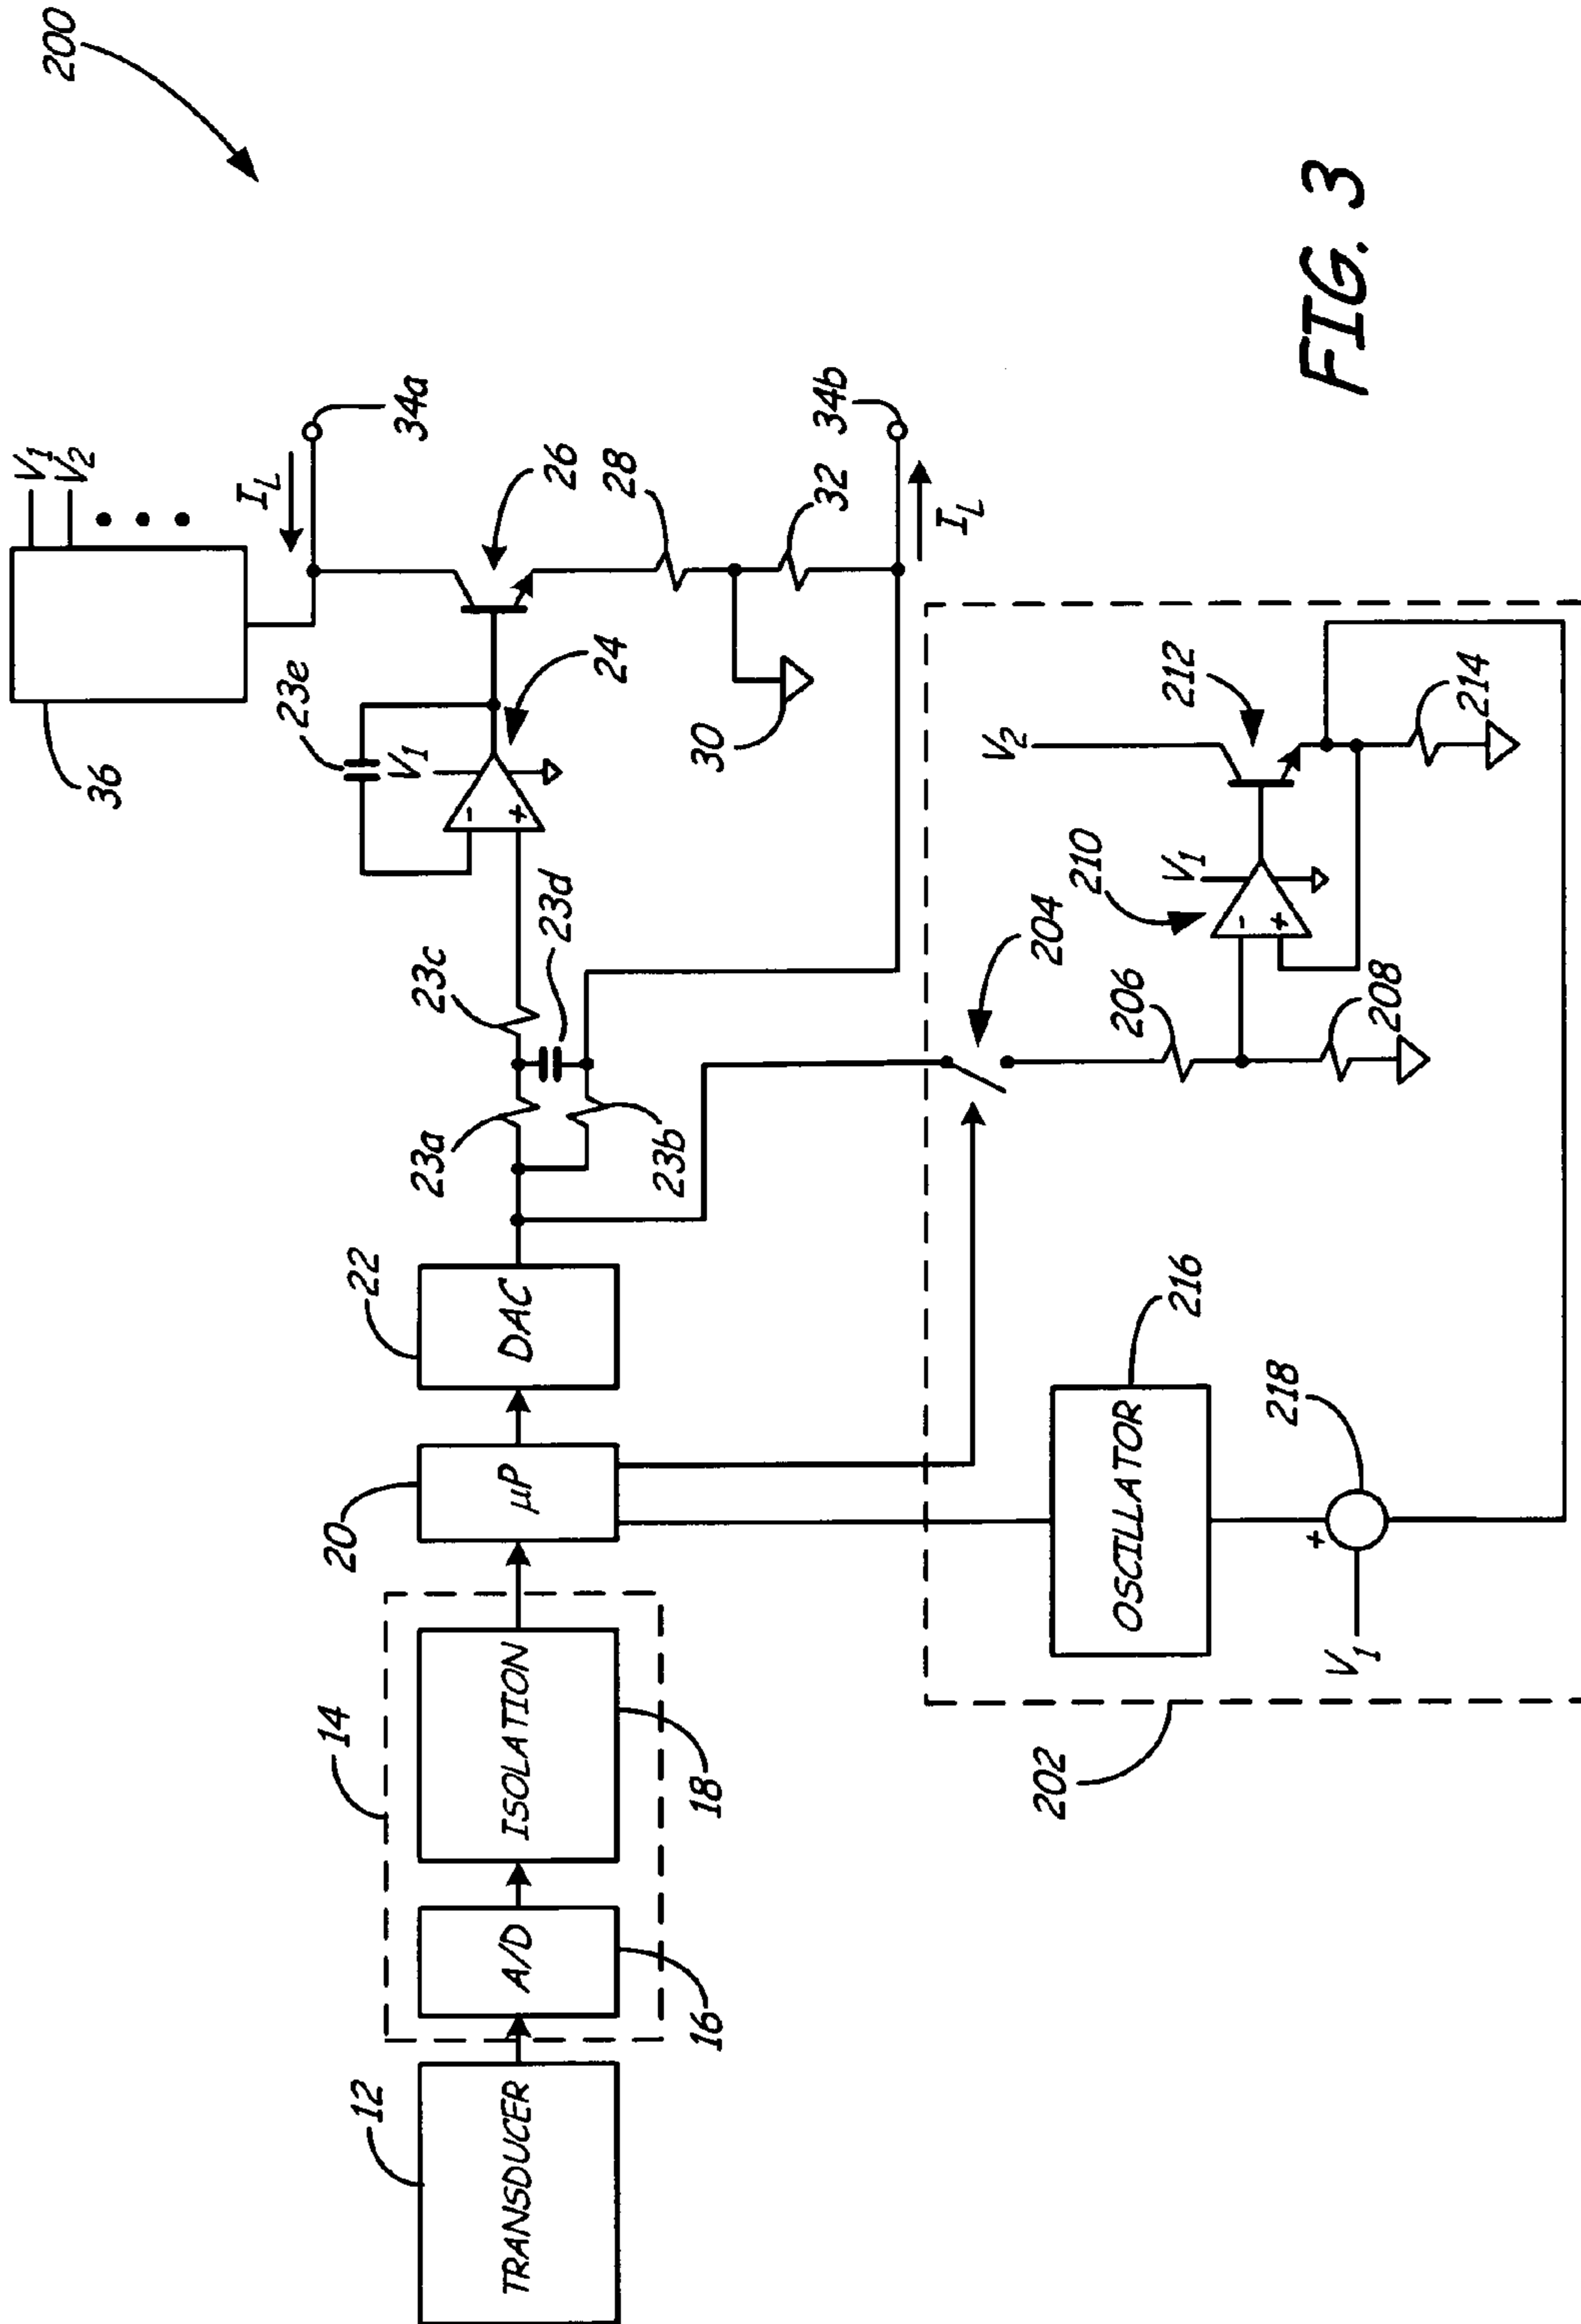 200
36
V1
V2
IL
34a
23e
V1
-
+
24
26
28
30
32
34b
IL
12
TRANSDUCER
14
16
A/D
18
ISOLATION
20
µP
22
DAC
23a
23b
23c
23d
202
204
206
208
210
V1
-
+
V2
212
214
OSCILLATOR
216
218
+
V1
FIG. 3